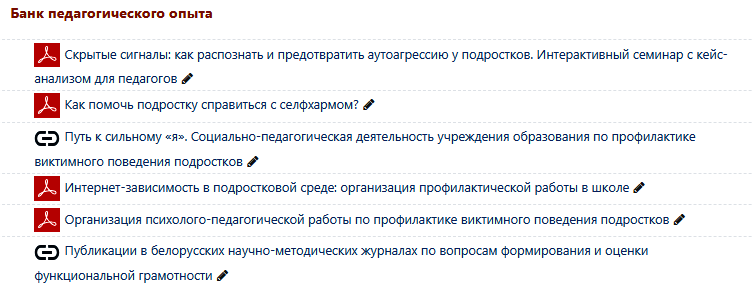 Банк педагогического опыта
Скрытые сигналы: как распознать и предотвратить аутоагрессию у подростков. Интерактивный семинар с кейс-
анализом для педагогов
Как помочь подростку справиться с селфхармом?
Путь к сильному «я». Социально-педагогическая деятельность учреждения образования по профилактике
виктимного поведения подростков
Интернет-зависимость в подростковой среде: организация профилактической работы в школе
Организация психолого-педагогической работы по профилактике виктимного поведения подростков
Публикации в белорусских научно-методических журналах по вопросам формирования и оценки
функциональной грамотности